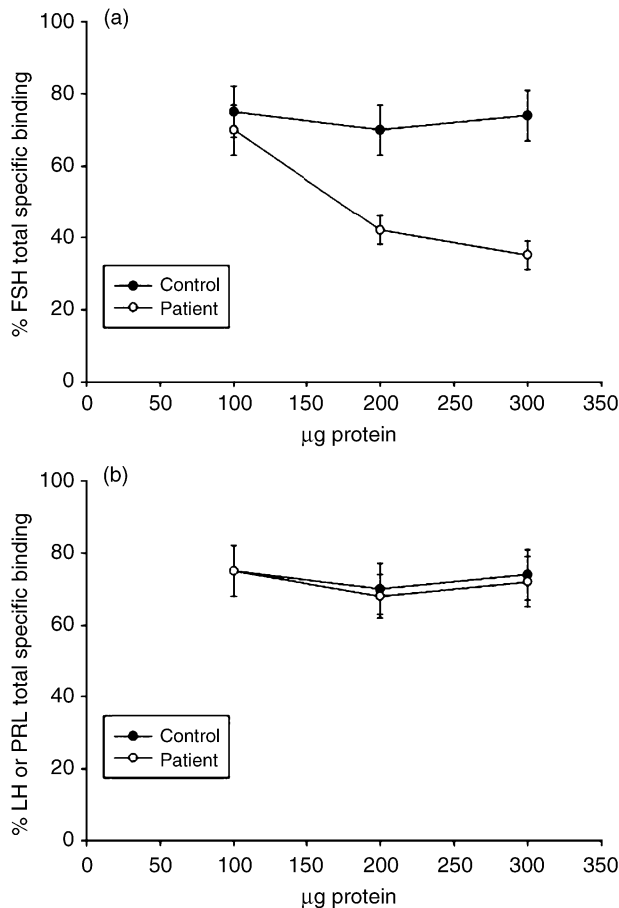 (a)
% FSH total specific binding
100
80
60
40
20
0
Control
Patient
0 50 100 150 200 250 300 350
μg protein
(b)
% LH or PRL total specific binding
100
80
60
40
20
0
Control
Patient
0 50 100 150 200 250 300 350
μg protein